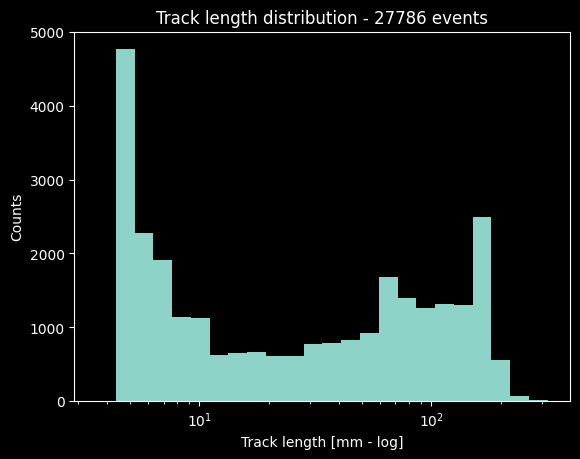 Track length distribution - 27786 events
Counts
5000
4000
3000
2000
1000
0
10¹
10²
Track length [mm - log]